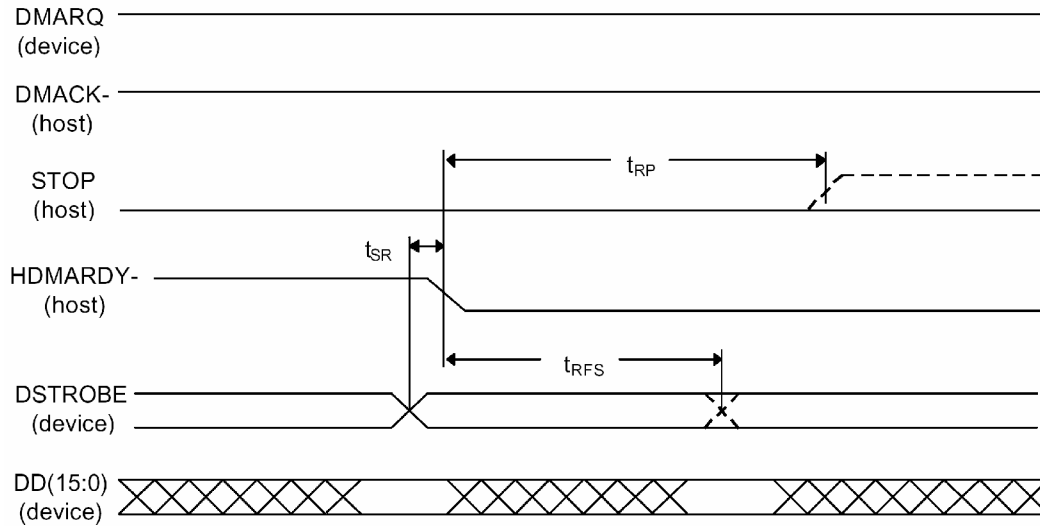 DMARQ
(device)
DMACK-
(host)
tRP
STOP
(host)
tSR
HDMARDY-
(host)
tRFS
DSTROBE
(device)
DD(15:0)
(device)